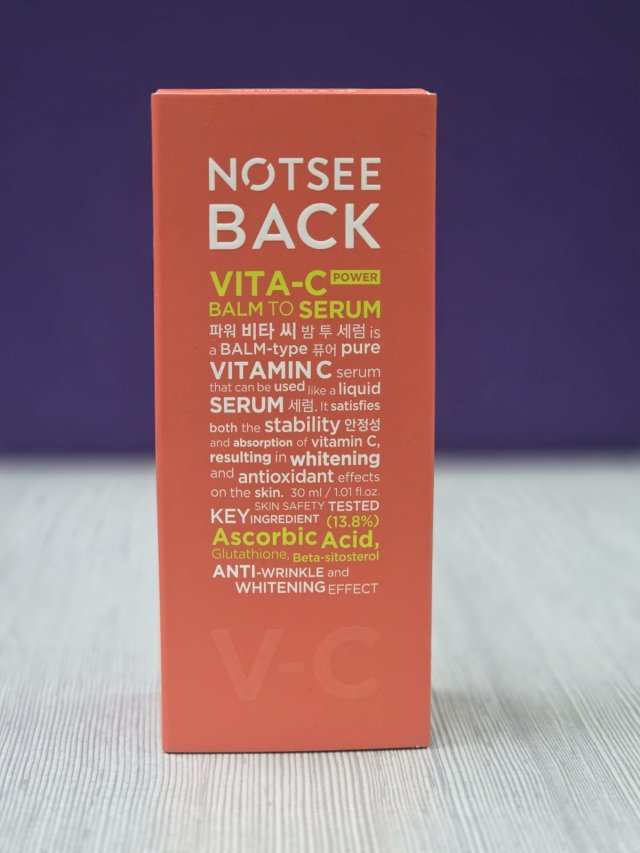 NOTSEE
BACK
VITA-C POWER
BALM TO SERUM
파워 비타 씨 밤 투 세럼 is
a BALM-type 퓨어 pure
VITAMIN C serum
that can be used like a liquid
SERUM 세럼. It satisfies
both the stability 안정성
and absorption of vitamin C,
resulting in whitening
and antioxidant effects
on the skin. 30 ml / 1.01 fl.oz.
SKIN SAFETY TESTED
KEY INGREDIENT (13.8%)
Ascorbic Acid,
Glutathione, Beta-sitosterol
ANTI-WRINKLE and
WHITENING EFFECT
V-C